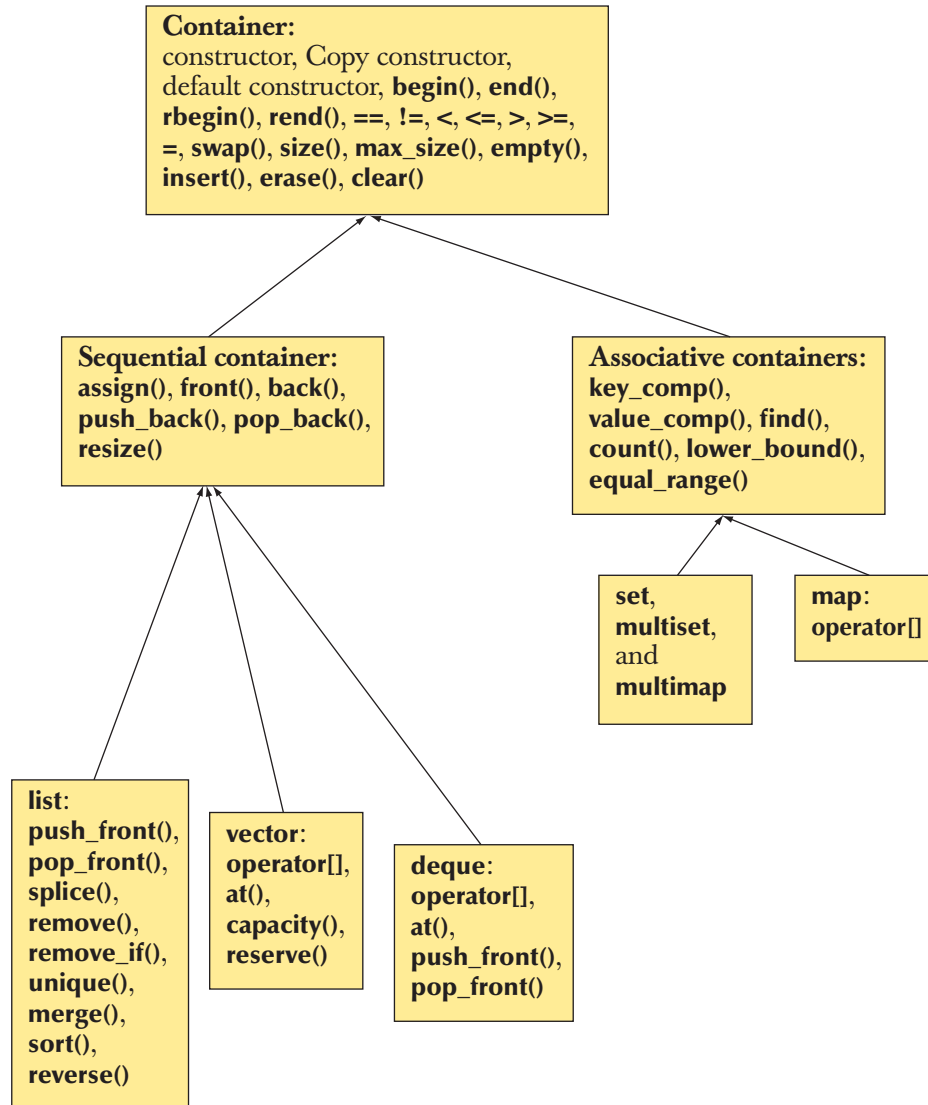 Container:
constructor, Copy constructor,
default constructor, begin(), end(),
rbegin(), rend(), ==, !=, <, <=, >, >=,
=, swap(), size(), max_size(), empty(),
insert(), erase(), clear()
Sequential container:
assign(), front(), back(),
push_back(), pop_back(),
resize()
Associative containers:
key_comp(),
value_comp(), find(),
count(), lower_bound(),
equal_range()
set,
multiset,
and
multimap
map:
operator[]
list:
push_front(),
pop_front(),
splice(),
remove(),
remove_if(),
unique(),
merge(),
sort(),
reverse()
vector:
operator[],
at(),
capacity(),
reserve()
deque:
operator[],
at(),
push_front(),
pop_front()